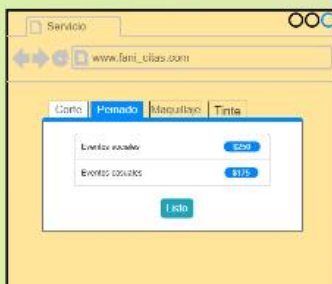 Servicio
www.fani_citas.com
Corte Peinado Maquillaje Tinte
Eventos sociales $250
Eventos casuales $175
Listo